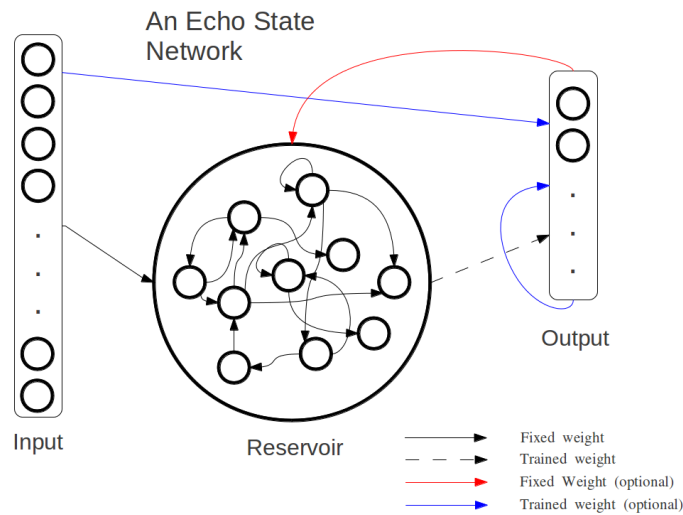 An Echo State
Network
Input
Reservoir
Output
Fixed weight
Trained weight
Fixed Weight (optional)
Trained weight (optional)